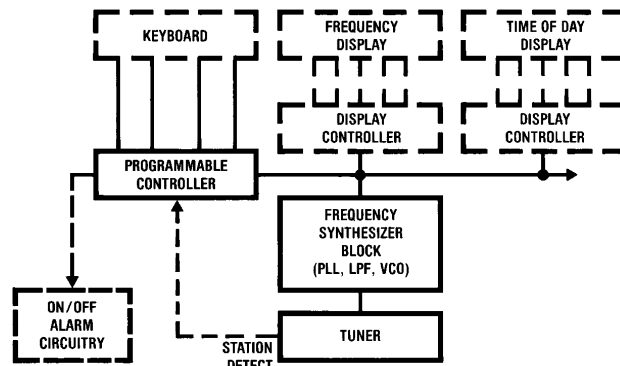 KEYBOARD
FREQUENCY
DISPLAY
TIME OF DAY
DISPLAY
DISPLAY
CONTROLLER
DISPLAY
CONTROLLER
PROGRAMMABLE
CONTROLLER
FREQUENCY
SYNTHESIZER
BLOCK
(PLL, LPF, VCO)
ON/OFF
ALARM
CIRCUITRY
TUNER
STATION
DETECT